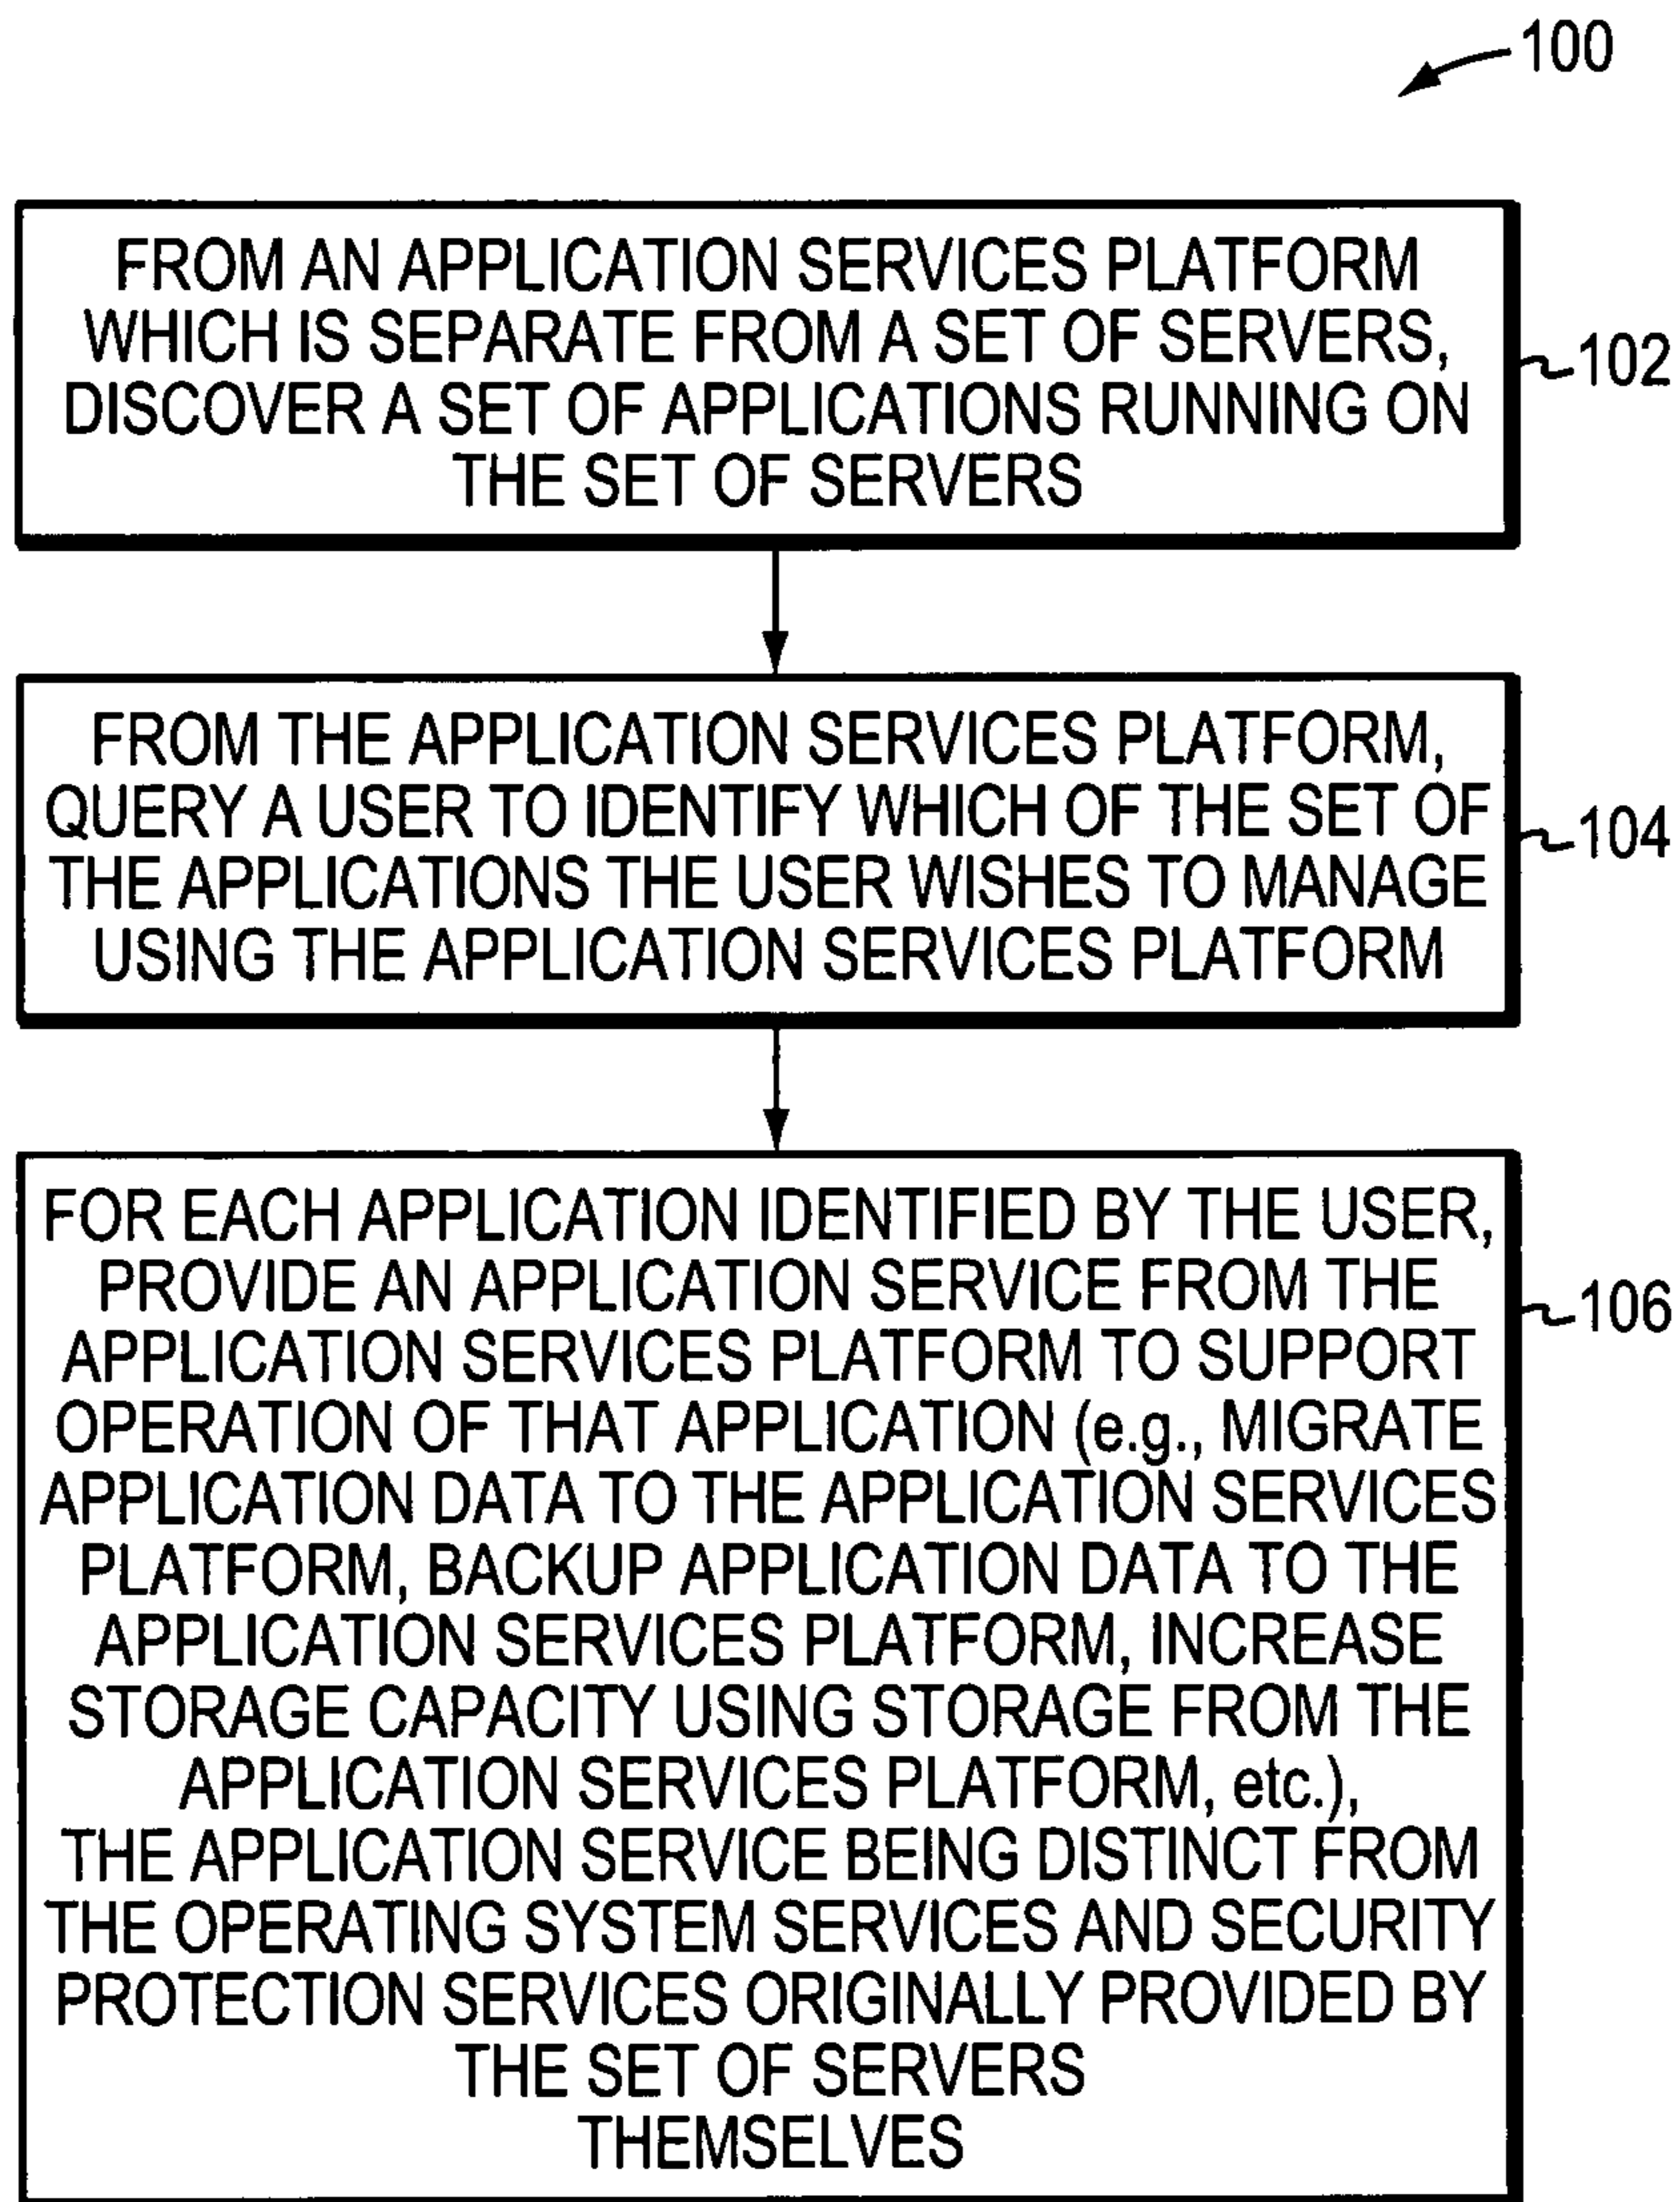 100
FROM AN APPLICATION SERVICES PLATFORM
WHICH IS SEPARATE FROM A SET OF SERVERS,
DISCOVER A SET OF APPLICATIONS RUNNING ON
THE SET OF SERVERS
102
FROM THE APPLICATION SERVICES PLATFORM,
QUERY A USER TO IDENTIFY WHICH OF THE SET OF
THE APPLICATIONS THE USER WISHES TO MANAGE
USING THE APPLICATION SERVICES PLATFORM
104
FOR EACH APPLICATION IDENTIFIED BY THE USER,
PROVIDE AN APPLICATION SERVICE FROM THE
APPLICATION SERVICES PLATFORM TO SUPPORT
OPERATION OF THAT APPLICATION (e.g., MIGRATE
APPLICATION DATA TO THE APPLICATION SERVICES
PLATFORM, BACKUP APPLICATION DATA TO THE
APPLICATION SERVICES PLATFORM, INCREASE
STORAGE CAPACITY USING STORAGE FROM THE
APPLICATION SERVICES PLATFORM, etc.),
THE APPLICATION SERVICE BEING DISTINCT FROM
THE OPERATING SYSTEM SERVICES AND SECURITY
PROTECTION SERVICES ORIGINALLY PROVIDED BY
THE SET OF SERVERS
THEMSELVES
106